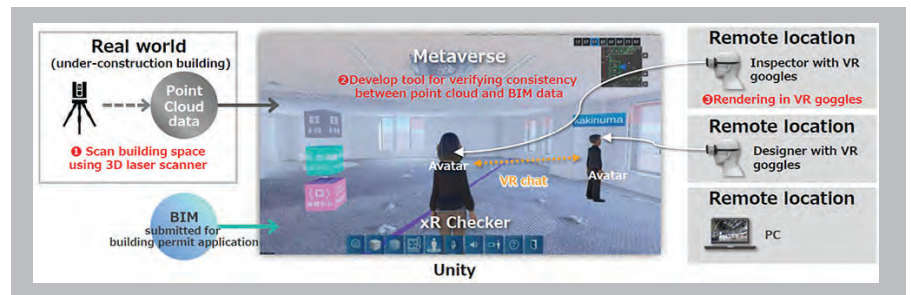 Real world
(under-construction building)
Point
Cloud
data
❶ Scan building space
using 3D laser scanner
BIM
submitted for
building permit application
Metaverse
❷Develop tool for verifying consistency
between point cloud and BIM data
kakinuma
Avatar
Avatar
VR chat
xR Checker
Unity
Remote location
Inspector with VR
googles
❸Rendering in VR goggles
Remote location
Designer with VR
goggles
Remote location
PC